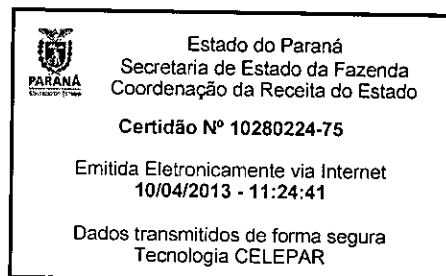 Estado do Paraná
Secretaria de Estado da Fazenda
Coordenação da Receita do Estado
PARANÁ
Certidão Nº 10280224-75
Emitida Eletronicamente via Internet
10/04/2013 - 11:24:41
Dados transmitidos de forma segura
Tecnologia CELEPAR